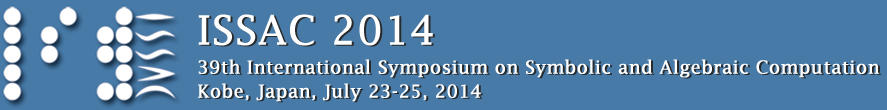 ISSAC 2014
39th International Symposium on Symbolic and Algebraic Computation
Kobe, Japan, July 23-25, 2014